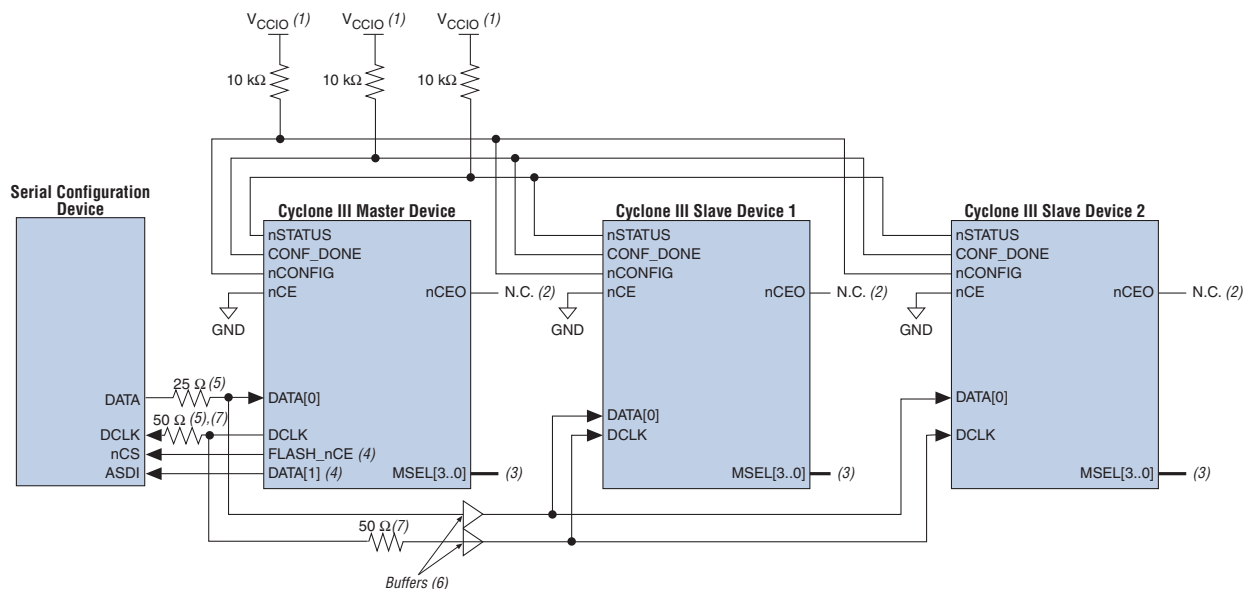 VCCIO (1) VCCIO (1) VCCIO (1)
10 kΩ 10 kΩ 10 kΩ
Serial Configuration
Device
DATA
DCLK
nCS
ASDI
25 Ω (5)
50 Ω (5),(7)
Cyclone III Master Device
nSTATUS
CONF_DONE
nCONFIG
nCE
GND
nCEO
N.C. (2)
DATA[0]
DCLK
FLASH_nCE (4)
DATA[1] (4)
MSEL[3..0]
(3)
Cyclone III Slave Device 1
nSTATUS
CONF_DONE
nCONFIG
nCE
GND
nCEO
N.C. (2)
DATA[0]
DCLK
MSEL[3..0]
(3)
Cyclone III Slave Device 2
nSTATUS
CONF_DONE
nCONFIG
nCE
GND
nCEO
N.C. (2)
DATA[0]
DCLK
MSEL[3..0]
(3)
50 Ω (7)
Buffers (6)